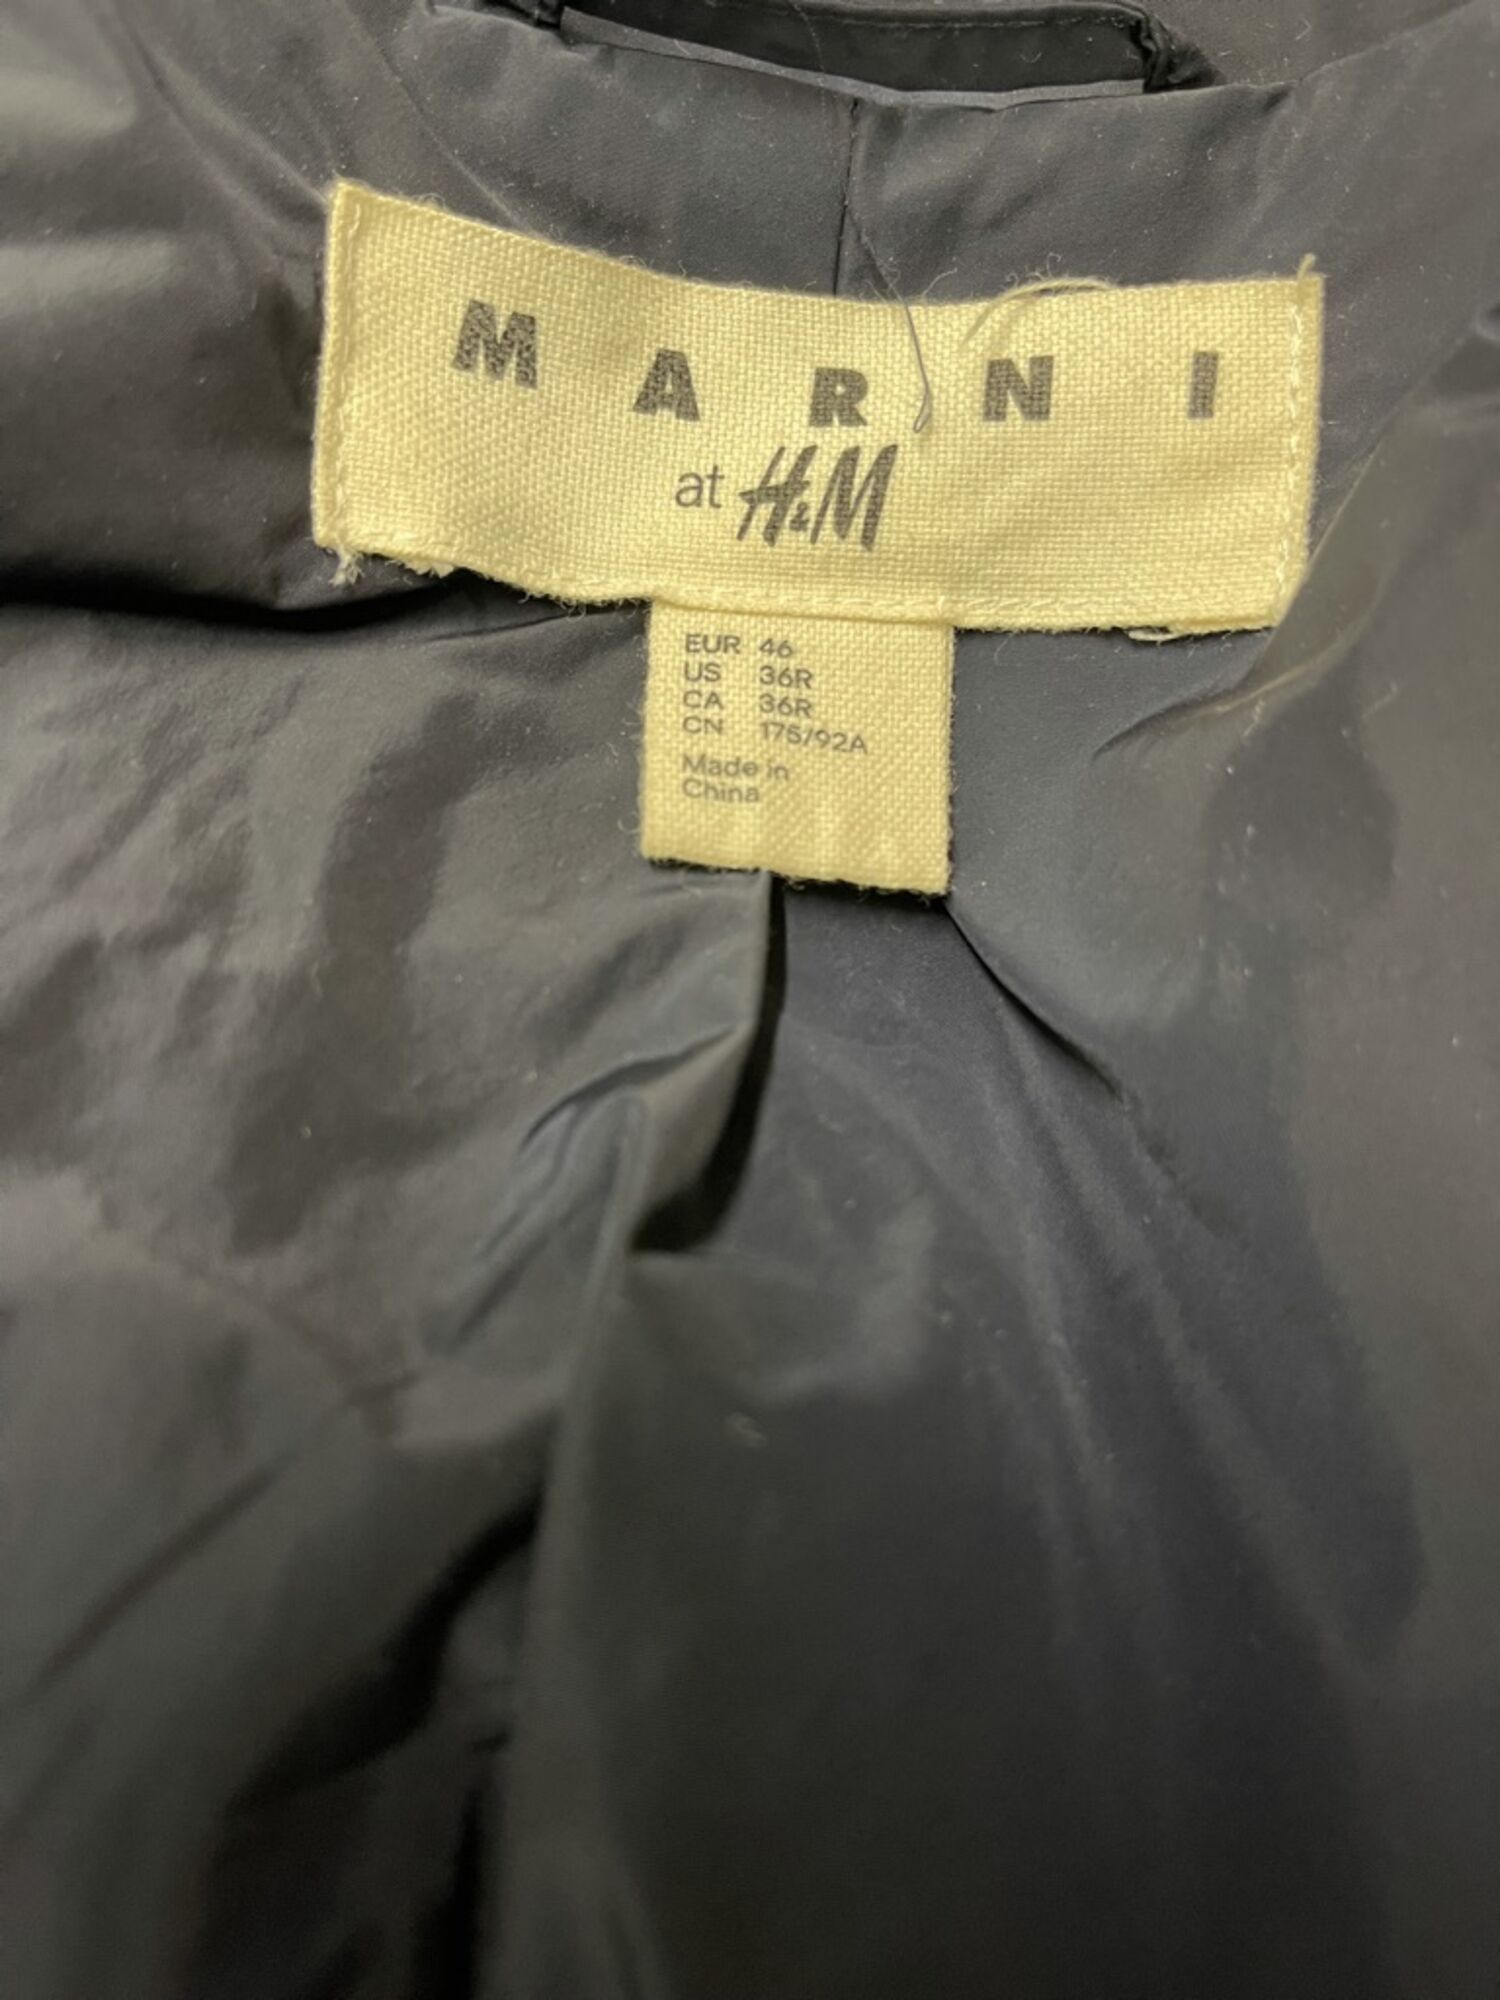 MARNI
at H&M
EUR 46
US 36R
CA 36R
CN 175/92A
Made in
China